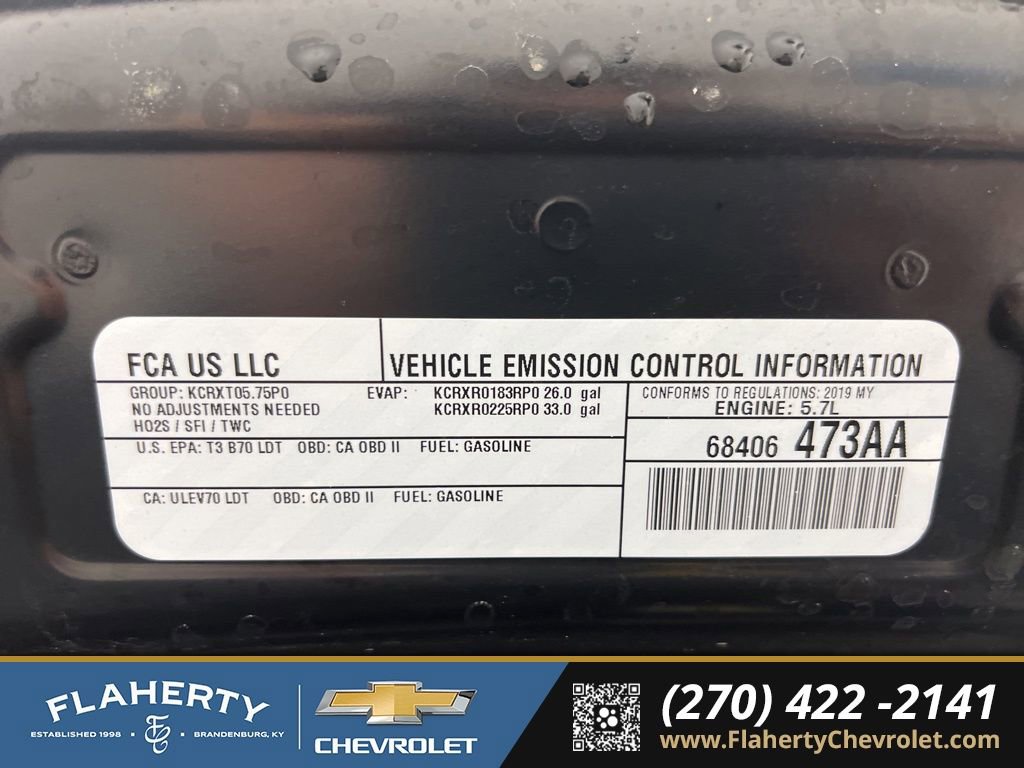 FCA US LLC
VEHICLE EMISSION CONTROL INFORMATION
GROUP: KCRXT05.75P0
NO ADJUSTMENTS NEEDED
HO2S / SFI / TWC
EVAP: KCRXR0183RP0 26.0 gal
KCRXR0225RP0 33.0 gal
CONFORMS TO REGULATIONS: 2019 MY
ENGINE: 5.7L
U.S. EPA: T3 B70 LDT OBD: CA OBD II FUEL: GASOLINE
68406 473AA
CA: ULEV70 LDT OBD: CA OBD II FUEL: GASOLINE
FLAHERTY
ESTABLISHED 1998 • FC • BRANDENBURG, KY
CHEVROLET
(270) 422 -2141
www.FlahertyChevrolet.com